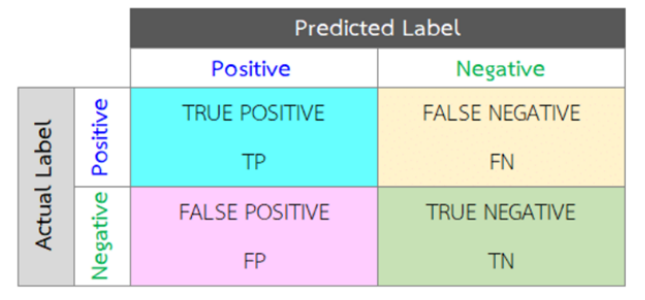 Predicted Label
Positive Negative
Actual Label
Positive
TRUE POSITIVE FALSE NEGATIVE
TP FN
Negative
FALSE POSITIVE TRUE NEGATIVE
FP TN